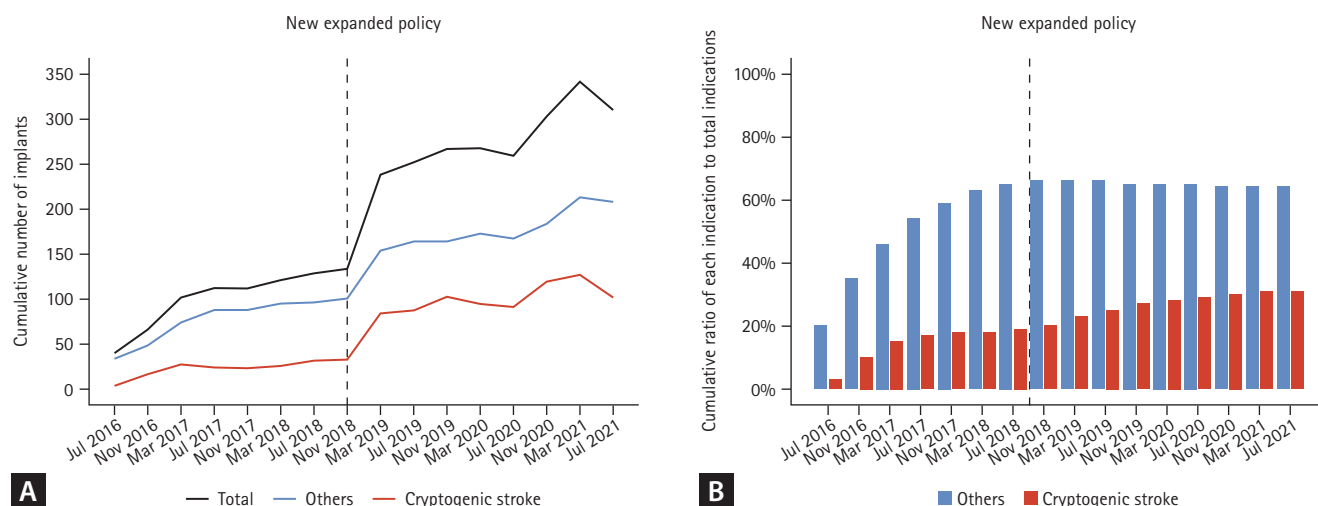 New expanded policy
Cumulative number of implants
350
300
250
200
150
100
50
0
Jul 2016
Nov 2016
Mar 2017
Jul 2017
Nov 2017
Mar 2018
Jul 2018
Nov 2018
Mar 2019
Jul 2019
Nov 2019
Mar 2020
Jul 2020
Nov 2020
Mar 2021
Jul 2021
A
Total Others Cryptogenic stroke
New expanded policy
Cumulative ratio of each indication to total indications
100%
80%
60%
40%
20%
0%
Jul 2016
Nov 2016
Mar 2017
Jul 2017
Nov 2017
Mar 2018
Jul 2018
Nov 2018
Mar 2019
Jul 2019
Nov 2019
Mar 2020
Jul 2020
Nov 2020
Mar 2021
Jul 2021
B
Others Cryptogenic stroke